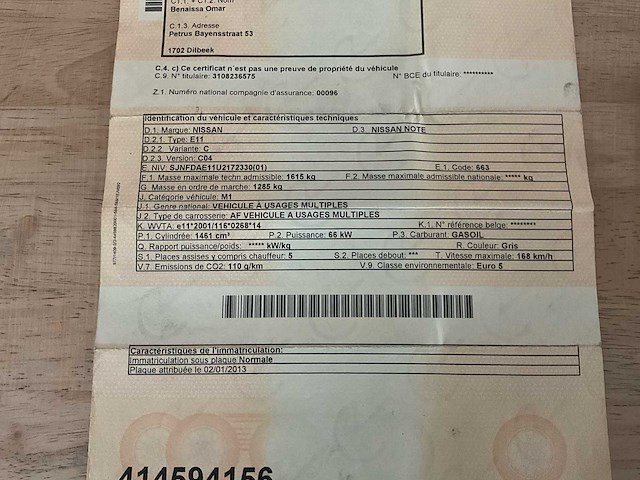 C.1.1. + C.1.2. Nom
Benaissa Omar
C.1.3. Adresse
Petrus Bayensstraat 53
1702 Dilbeek
C.4. c) Ce certificat n'est pas une preuve de propriété du véhicule
C.9. N° titulaire: 3108236575 N° BCE du titulaire: **********
Z.1. Numéro national compagnie d'assurance: 00096
Identification du véhicule et caractéristiques techniques
D.1. Marque: NISSAN D.3. NISSAN NOTE
D.2.1. Type: E11
D.2.2. Variante: C
D.2.3. Version: C04
E. NIV: SJNFDAE11U2172330(01) E.1. Code: 663
F.1. Masse maximale techn admissible: 1615 kg F.2. Masse maximale admissible nationale: ***** kg
G. Masse en ordre de marche: 1285 kg
J. Catégorie véhicule: M1
J.1. Genre national: VÉHICULE À USAGES MULTIPLES
J.2. Type de carrosserie: AF VEHICULE A USAGES MULTIPLES
K. WVTA: e11*2001/116*0268*14 K.1. N° référence belge: ********
P.1. Cylindrée: 1461 cm³ P.2. Puissance: 66 kW P.3. Carburant: GASOIL
Q. Rapport puissance/poids: ***** kW/kg R. Couleur: Gris
S.1. Places assises y compris chauffeur: 5 S.2. Places debout: *** T. Vitesse maximale: 168 km/h
V.7. Emissions de CO2: 110 g/km V.9. Classe environnementale: Euro 5
Caractéristiques de l'immatriculation:
Immatriculation sous plaque Normale
Plaque attribuée le 02/01/2013
414594156